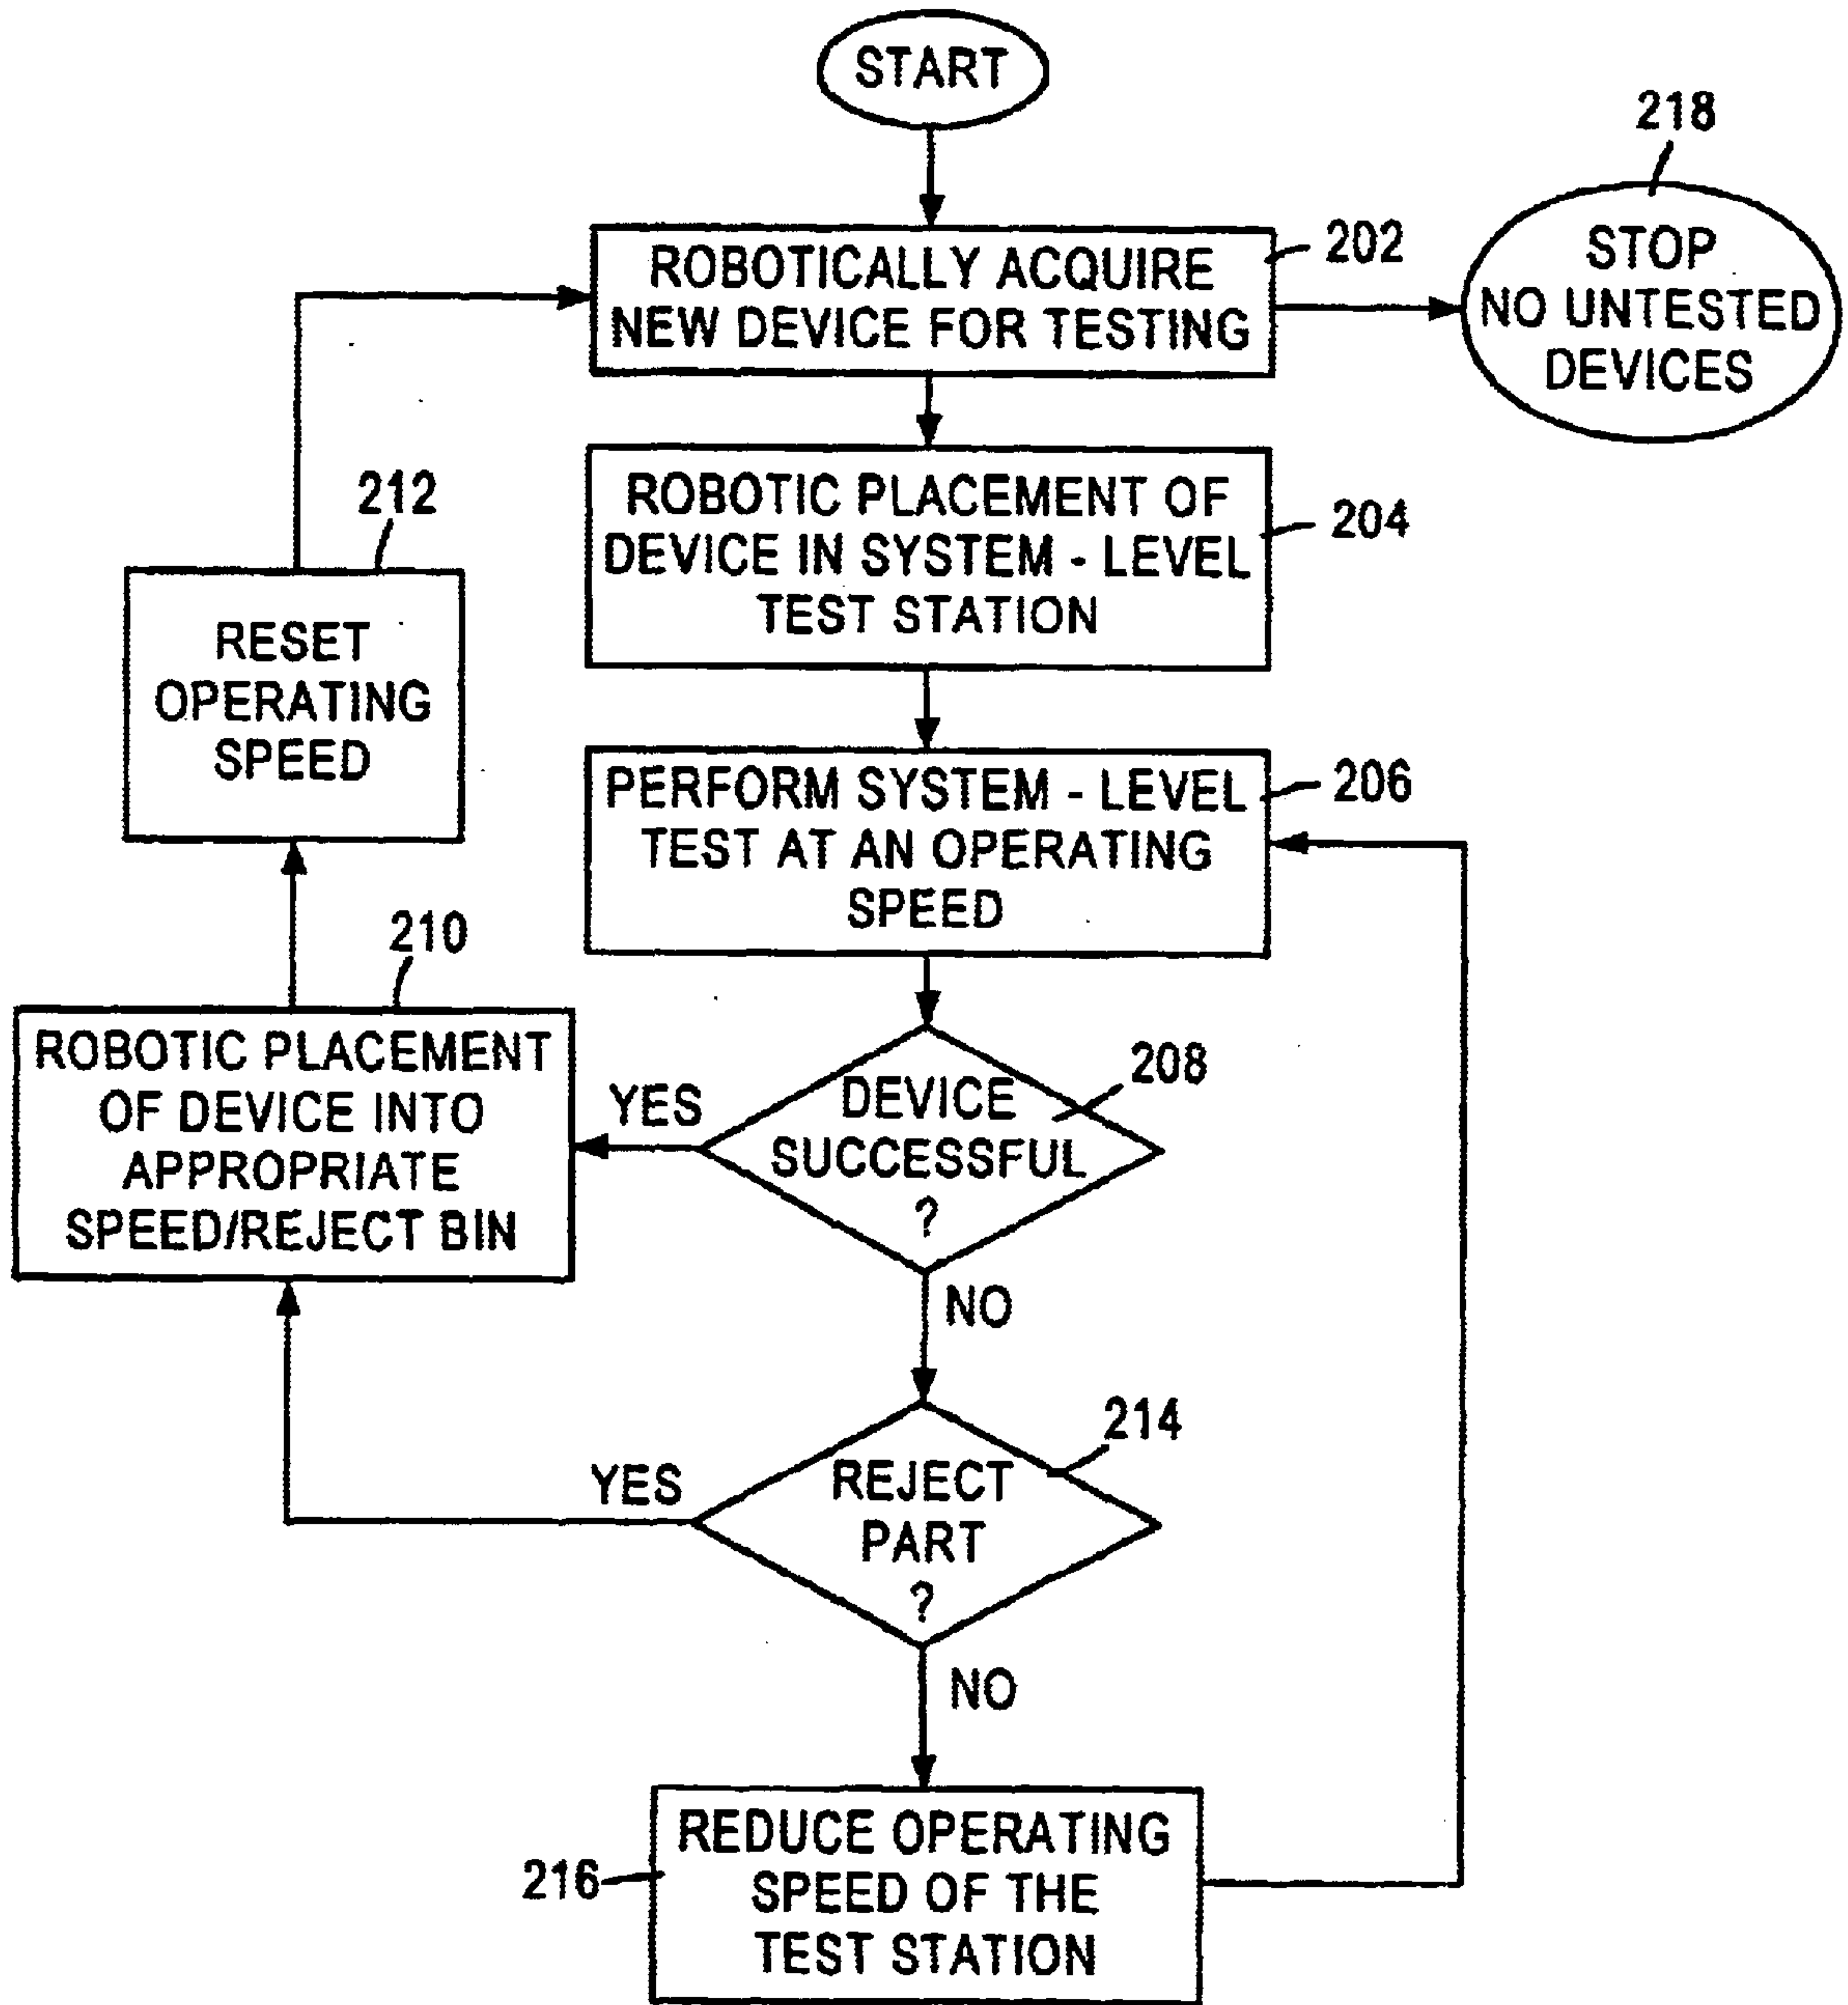 START
218
STOP
NO UNTESTED
DEVICES
ROBOTICALLY ACQUIRE
NEW DEVICE FOR TESTING
202
ROBOTIC PLACEMENT OF
DEVICE IN SYSTEM - LEVEL
TEST STATION
204
212
RESET
OPERATING
SPEED
PERFORM SYSTEM - LEVEL
TEST AT AN OPERATING
SPEED
206
210
ROBOTIC PLACEMENT
OF DEVICE INTO
APPROPRIATE
SPEED/REJECT BIN
YES
DEVICE
SUCCESSFUL
?
208
NO
214
YES
REJECT
PART
?
NO
REDUCE OPERATING
SPEED OF THE
TEST STATION
216